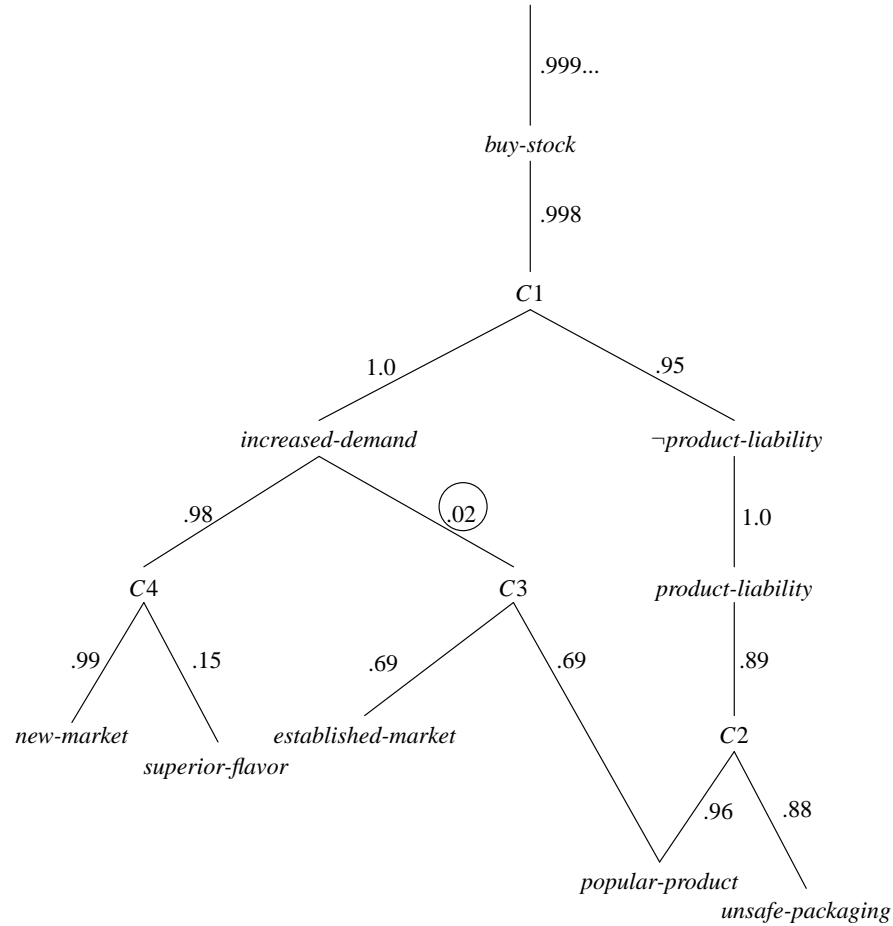 .999...
buy-stock
.998
C1
1.0
.95
increased-demand
¬product-liability
.98
.02
1.0
C4
C3
product-liability
.99
.15
.69
.69
.89
new-market
established-market
C2
superior-flavor
.96
.88
popular-product
unsafe-packaging